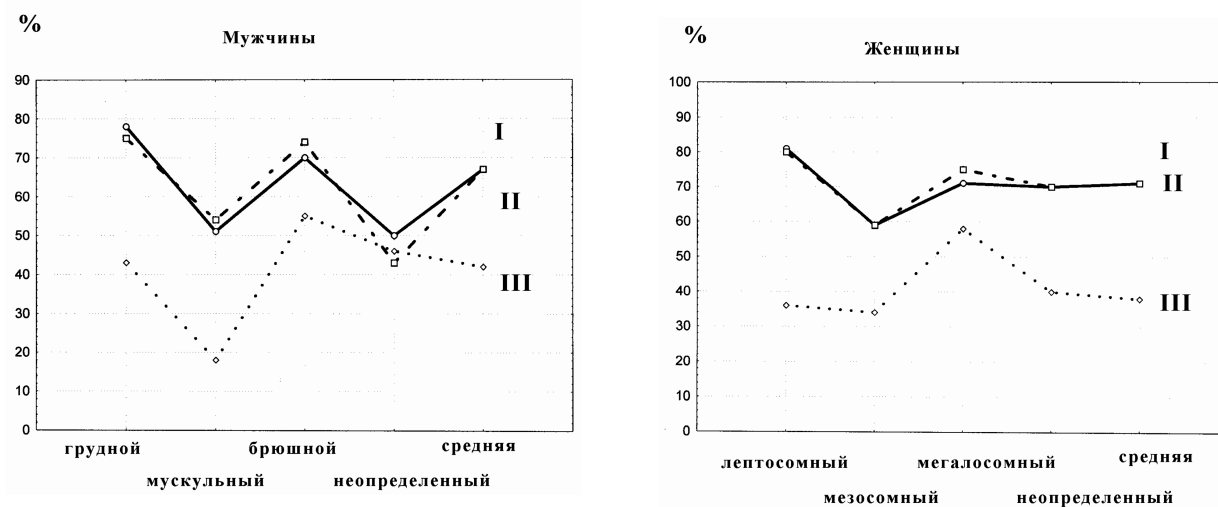 %
Мужчины
90
80
70
60
50
40
30
20
10
0
I
II
III
грудной
брюшной
средняя
мускульный
неопределенный
%
Женщины
100
90
80
70
60
50
40
30
20
10
0
I
II
III
лептосомный
мегалосомный
средняя
мезосомный
неопределенный